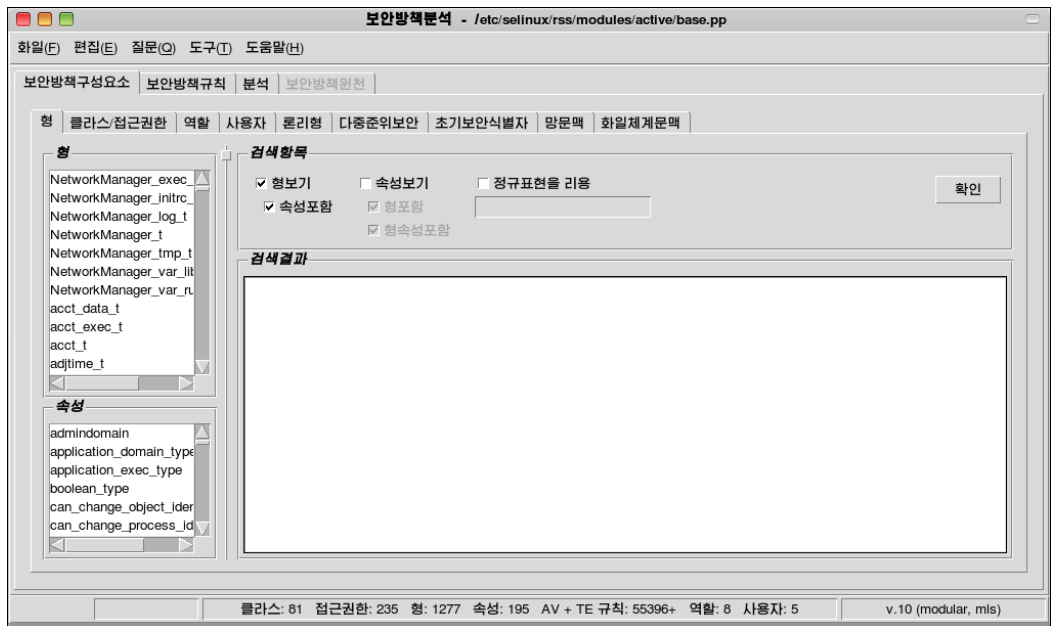 보안방책분석 - /etc/selinux/rss/modules/active/base.pp
화일(F) 편집(E) 질문(Q) 도구(T) 도움말(H)
보안방책구성요소 보안방책규칙 분석 보안방책원천
형 클라스/접근권한 역할 사용자 론리형 다중준위보안 초기보안식별자 망문맥 화일체계문맥
형
NetworkManager_exec_
NetworkManager_initrc_
NetworkManager_log_t
NetworkManager_t
NetworkManager_tmp_t
NetworkManager_var_lib
NetworkManager_var_ru
acct_data_t
acct_exec_t
acct_t
adjtime_t
속성
admindomain
application_domain_type
application_exec_type
boolean_type
can_change_object_iden
can_change_process_id
검색항목
형보기 속성보기 정규표현을 리용
속성포함 형포함
형속성포함
확인
검색결과
클라스: 81 접근권한: 235 형: 1277 속성: 195 AV + TE 규칙: 55396+ 역할: 8 사용자: 5
v.10 (modular, mls)